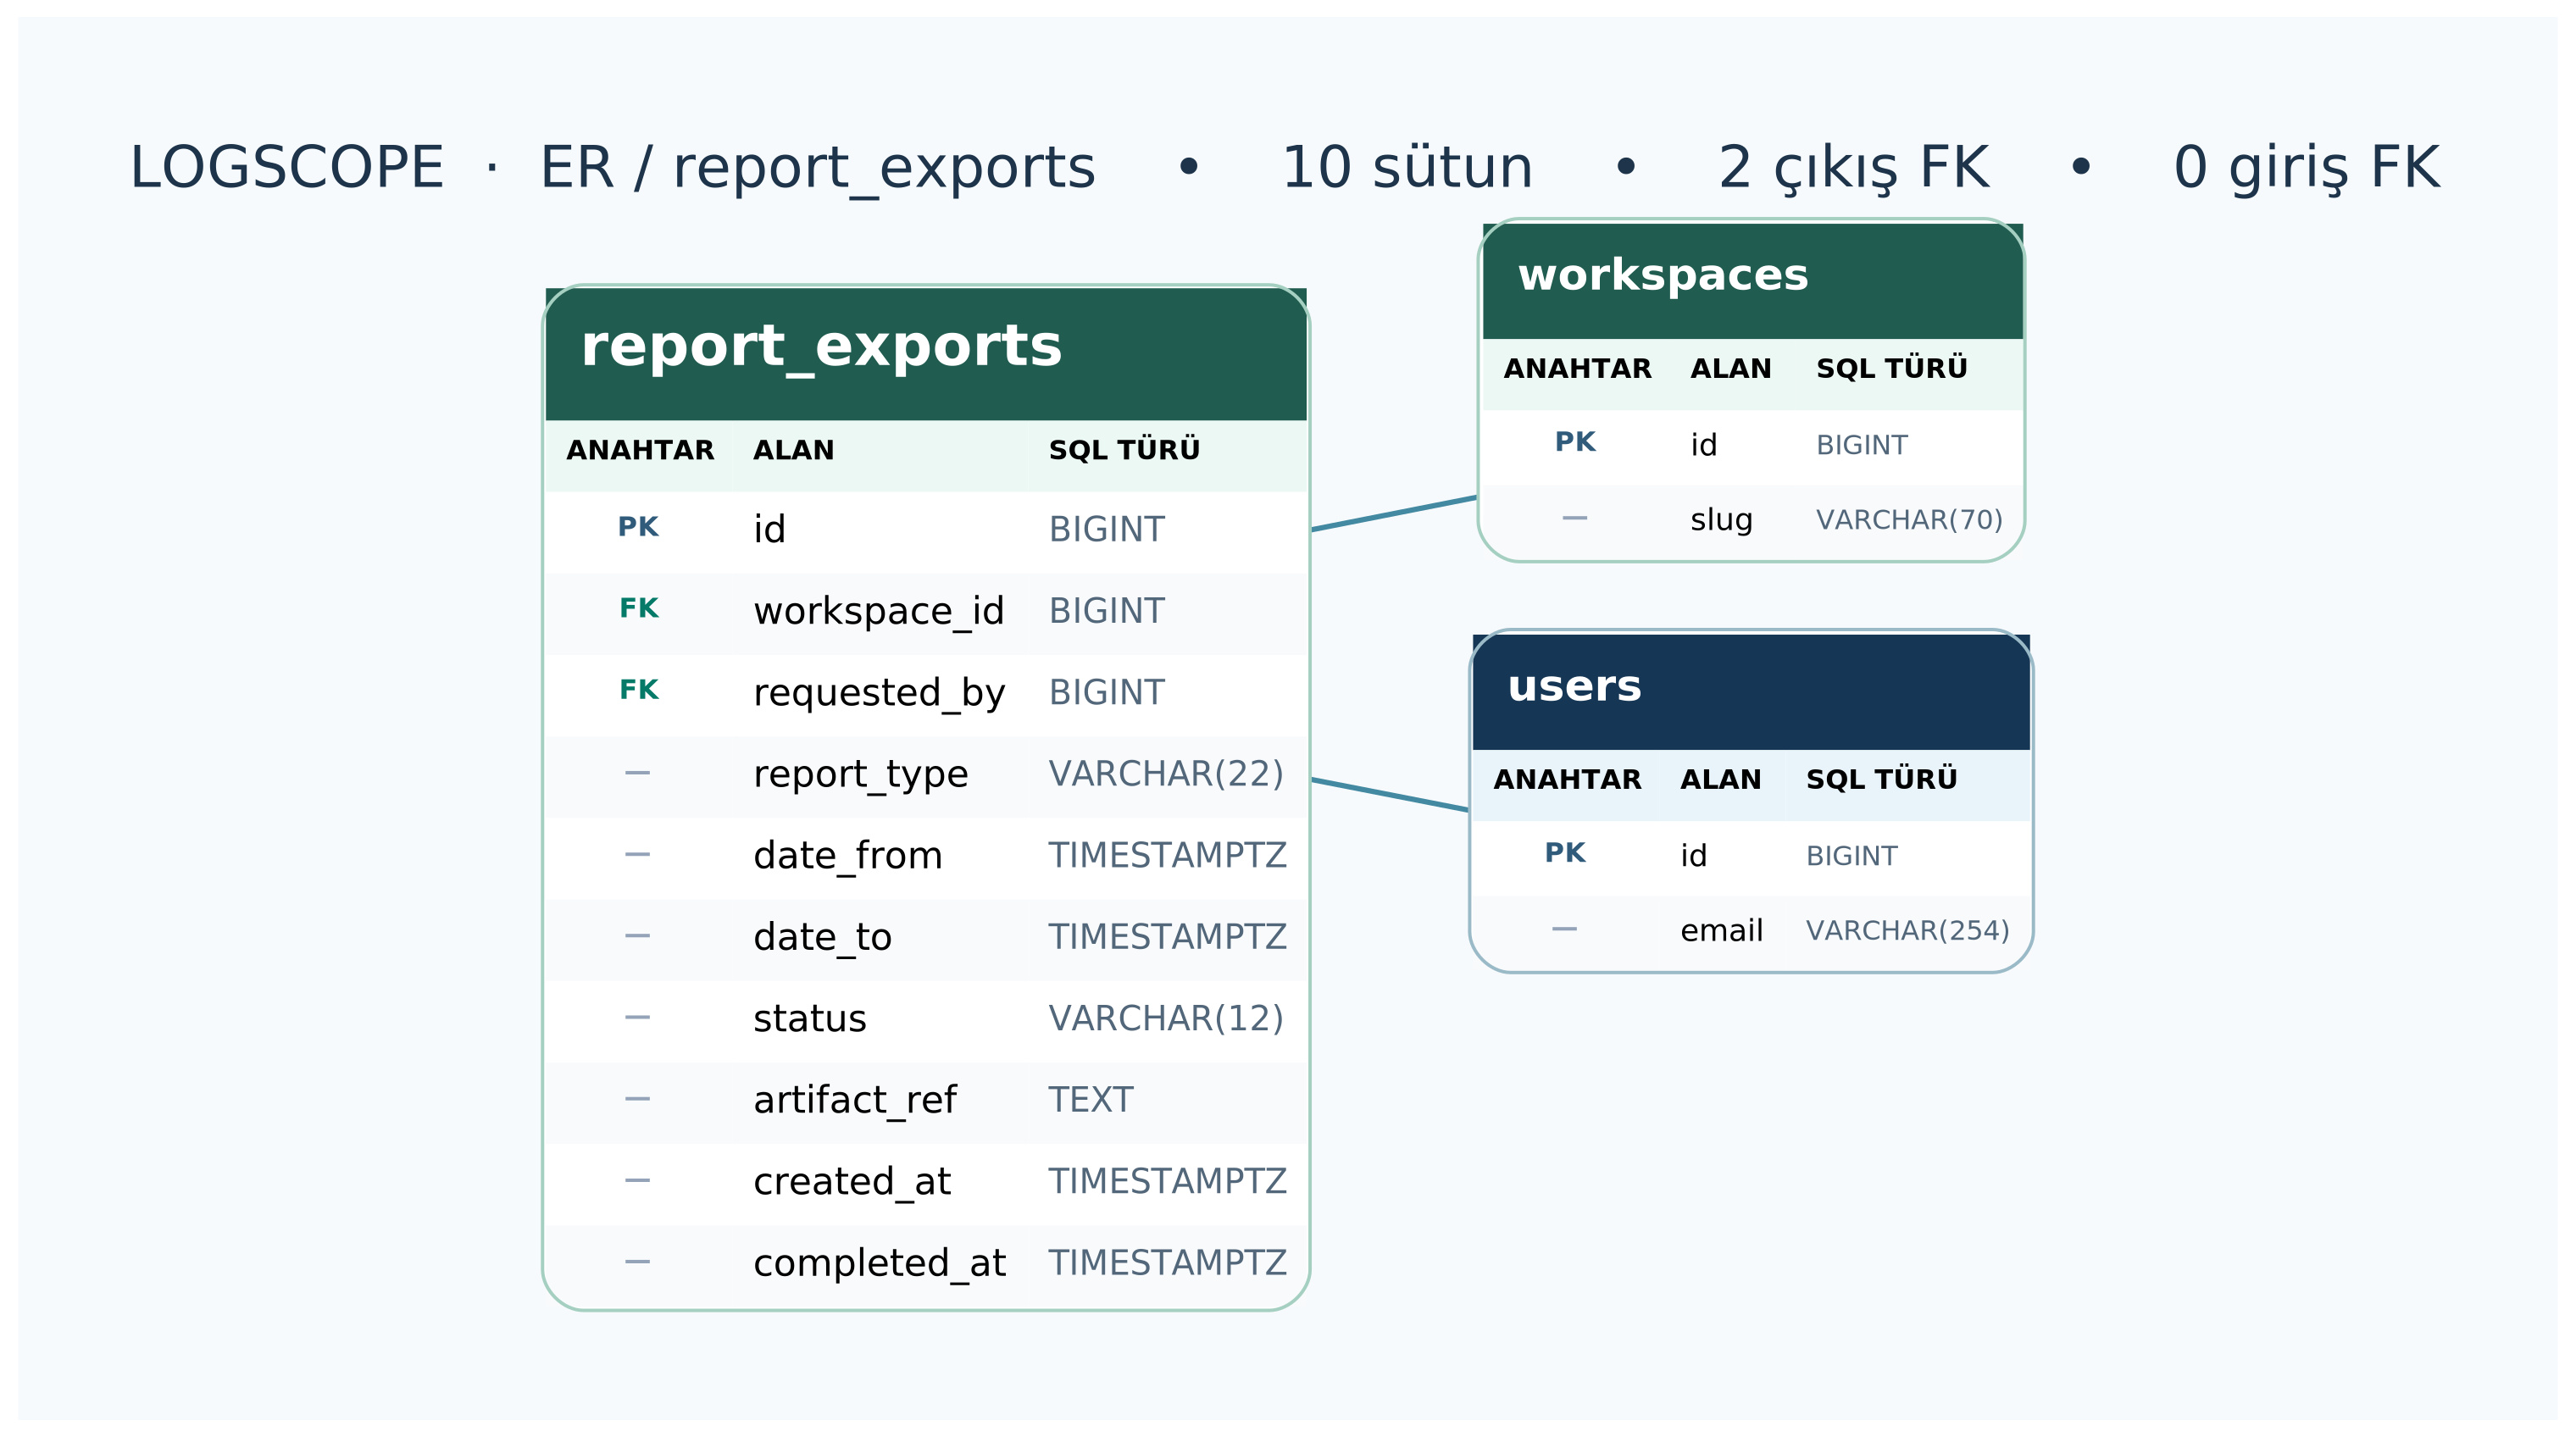 LOGSCOPE · ER / report_exports • 10 sütun • 2 çıkış FK • 0 giriş FK
report_exports
ANAHTAR ALAN SQL TÜRÜ
PK id BIGINT
FK workspace_id BIGINT
FK requested_by BIGINT
— report_type VARCHAR(22)
— date_from TIMESTAMPTZ
— date_to TIMESTAMPTZ
— status VARCHAR(12)
— artifact_ref TEXT
— created_at TIMESTAMPTZ
— completed_at TIMESTAMPTZ
workspaces
ANAHTAR ALAN SQL TÜRÜ
PK id BIGINT
— slug VARCHAR(70)
users
ANAHTAR ALAN SQL TÜRÜ
PK id BIGINT
— email VARCHAR(254)